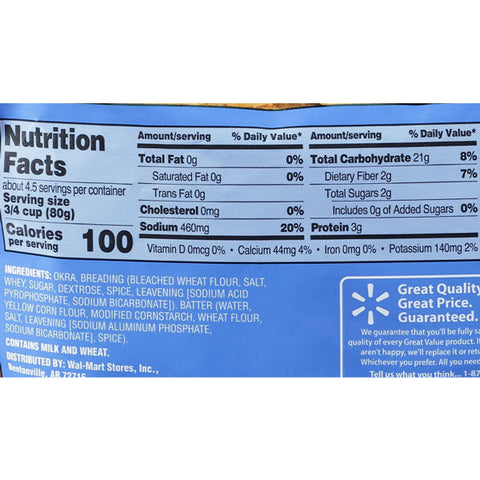 Nutrition
Facts
about 4.5 servings per container
Serving size
3/4 cup (80g)
Calories 100
per serving
Amount/serving % Daily Value*
Total Fat 0g 0%
Saturated Fat 0g 0%
Trans Fat 0g
Cholesterol 0mg 0%
Sodium 460mg 20%
Amount/serving % Daily Value*
Total Carbohydrate 21g 8%
Dietary Fiber 2g 7%
Total Sugars 2g
Includes 0g of Added Sugars 0%
Protein 3g
Vitamin D 0mcg 0% • Calcium 44mg 4% • Iron 0mg 0% • Potassium 140mg 2%
INGREDIENTS: OKRA, BREADING (BLEACHED WHEAT FLOUR, SALT,
WHEY, SUGAR, DEXTROSE, SPICE, LEAVENING [SODIUM ACID
PYROPHOSPHATE, SODIUM BICARBONATE]). BATTER (WATER,
YELLOW CORN FLOUR, MODIFIED CORNSTARCH, WHEAT FLOUR,
SALT, LEAVENING [SODIUM ALUMINUM PHOSPHATE,
SODIUM BICARBONATE], SPICE).
CONTAINS MILK AND WHEAT.
DISTRIBUTED BY: Wal-Mart Stores, Inc.,
Bentonville, AR 72716
Great Quality
Great Price.
Guaranteed.
We guarantee that you'll be fully
quality of every Great Value product. If
aren't happy, we'll replace it or
Whichever you prefer. All you need
Tell us what you think...